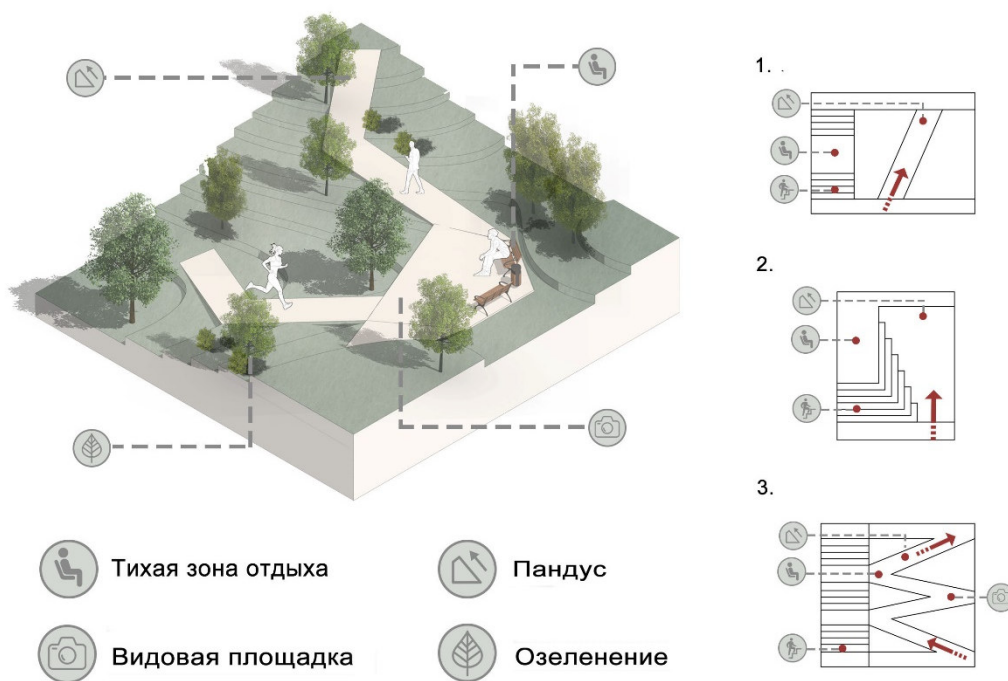 1.
2.
3.
Тихая зона отдыха
Пандус
Видовая площадка
Озеленение